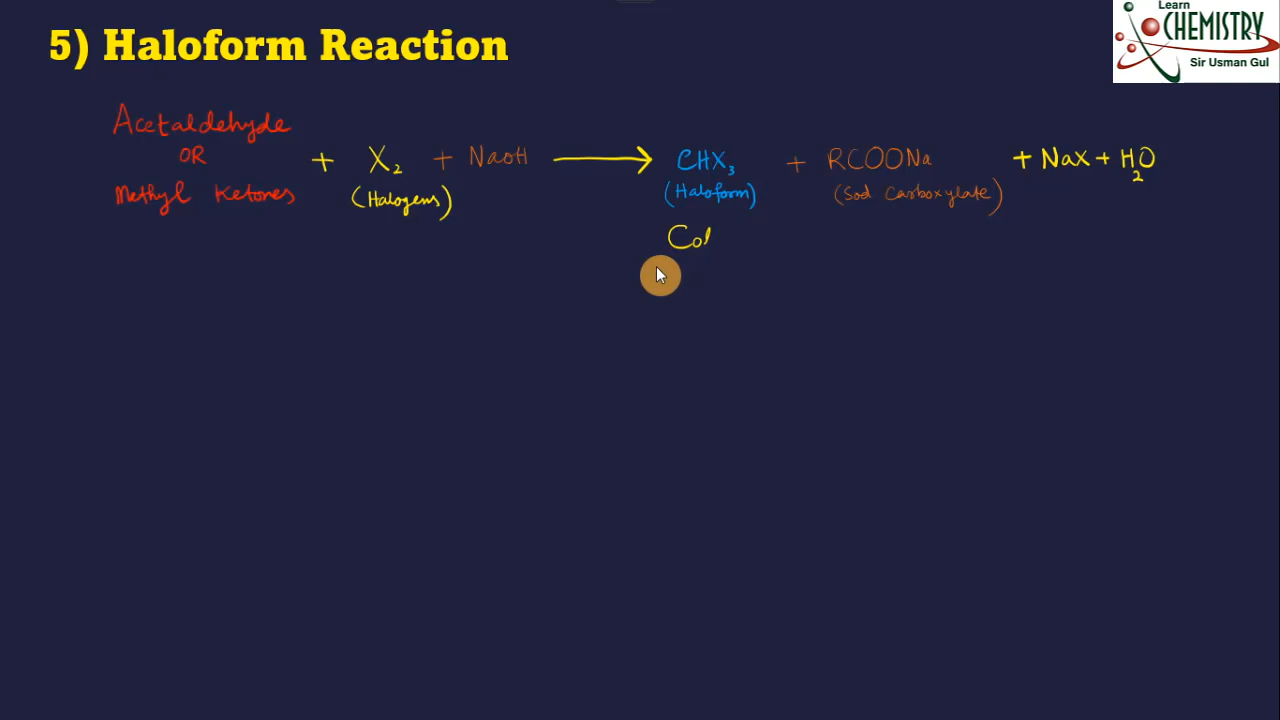 5) Haloform Reaction
Learn
CHEMISTRY
Sir Usman Gul
Acetaldehyde
OR
Methyl Ketones
+ X₂ + NaOH ⟶ CHX₃ + RCOONa + NaX + H₂O
(Halogens) (Haloform) (Sod Carboxylate)
Col